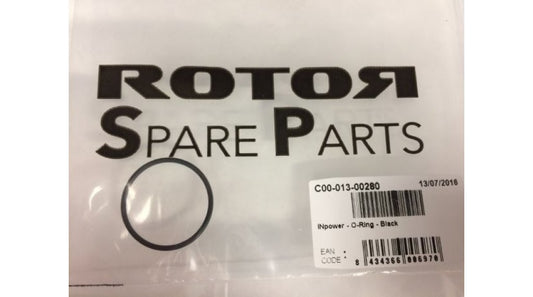 ROTOR
SPARE PARTS
C00-013-00280 13/07/2016
INpower - O-Ring - Black
EAN
CODE :
8 434366 006970